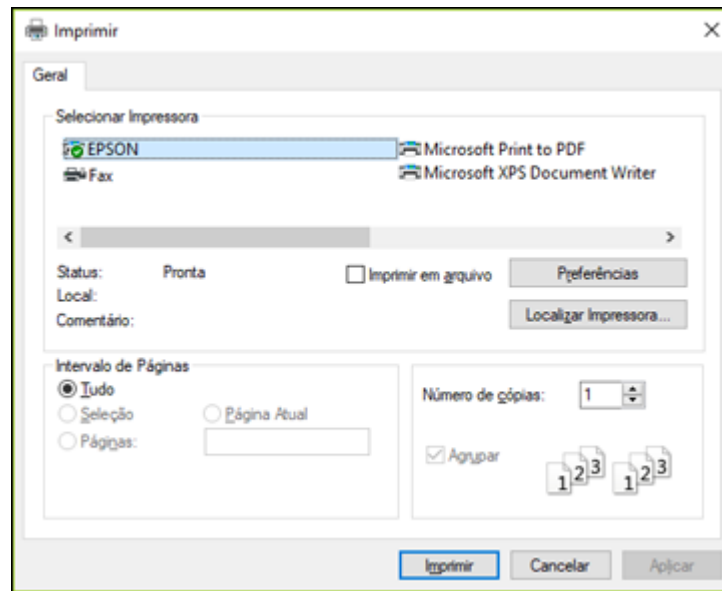 Imprimir
Geral
Selecionar Impressora
EPSON
Microsoft Print to PDF
Fax
Microsoft XPS Document Writer
Status: Pronta
Imprimir em arquivo
Preferências
Local:
Localizar Impressora...
Comentário:
Intervalo de Páginas
Tudo
Seleção
Página Atual
Páginas:
Número de cópias: 1
Agrupar
1 2 3 1 2 3
Imprimir
Cancelar
Aplicar